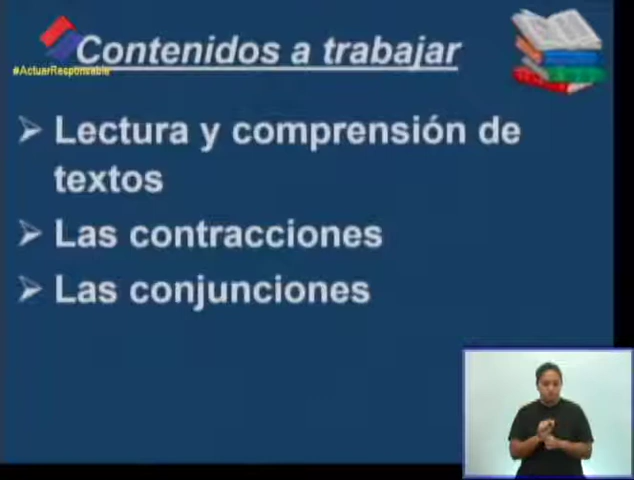 Contenidos a trabajar
#ActuarResponsable
Lectura y comprensión de
textos
Las contracciones
Las conjunciones